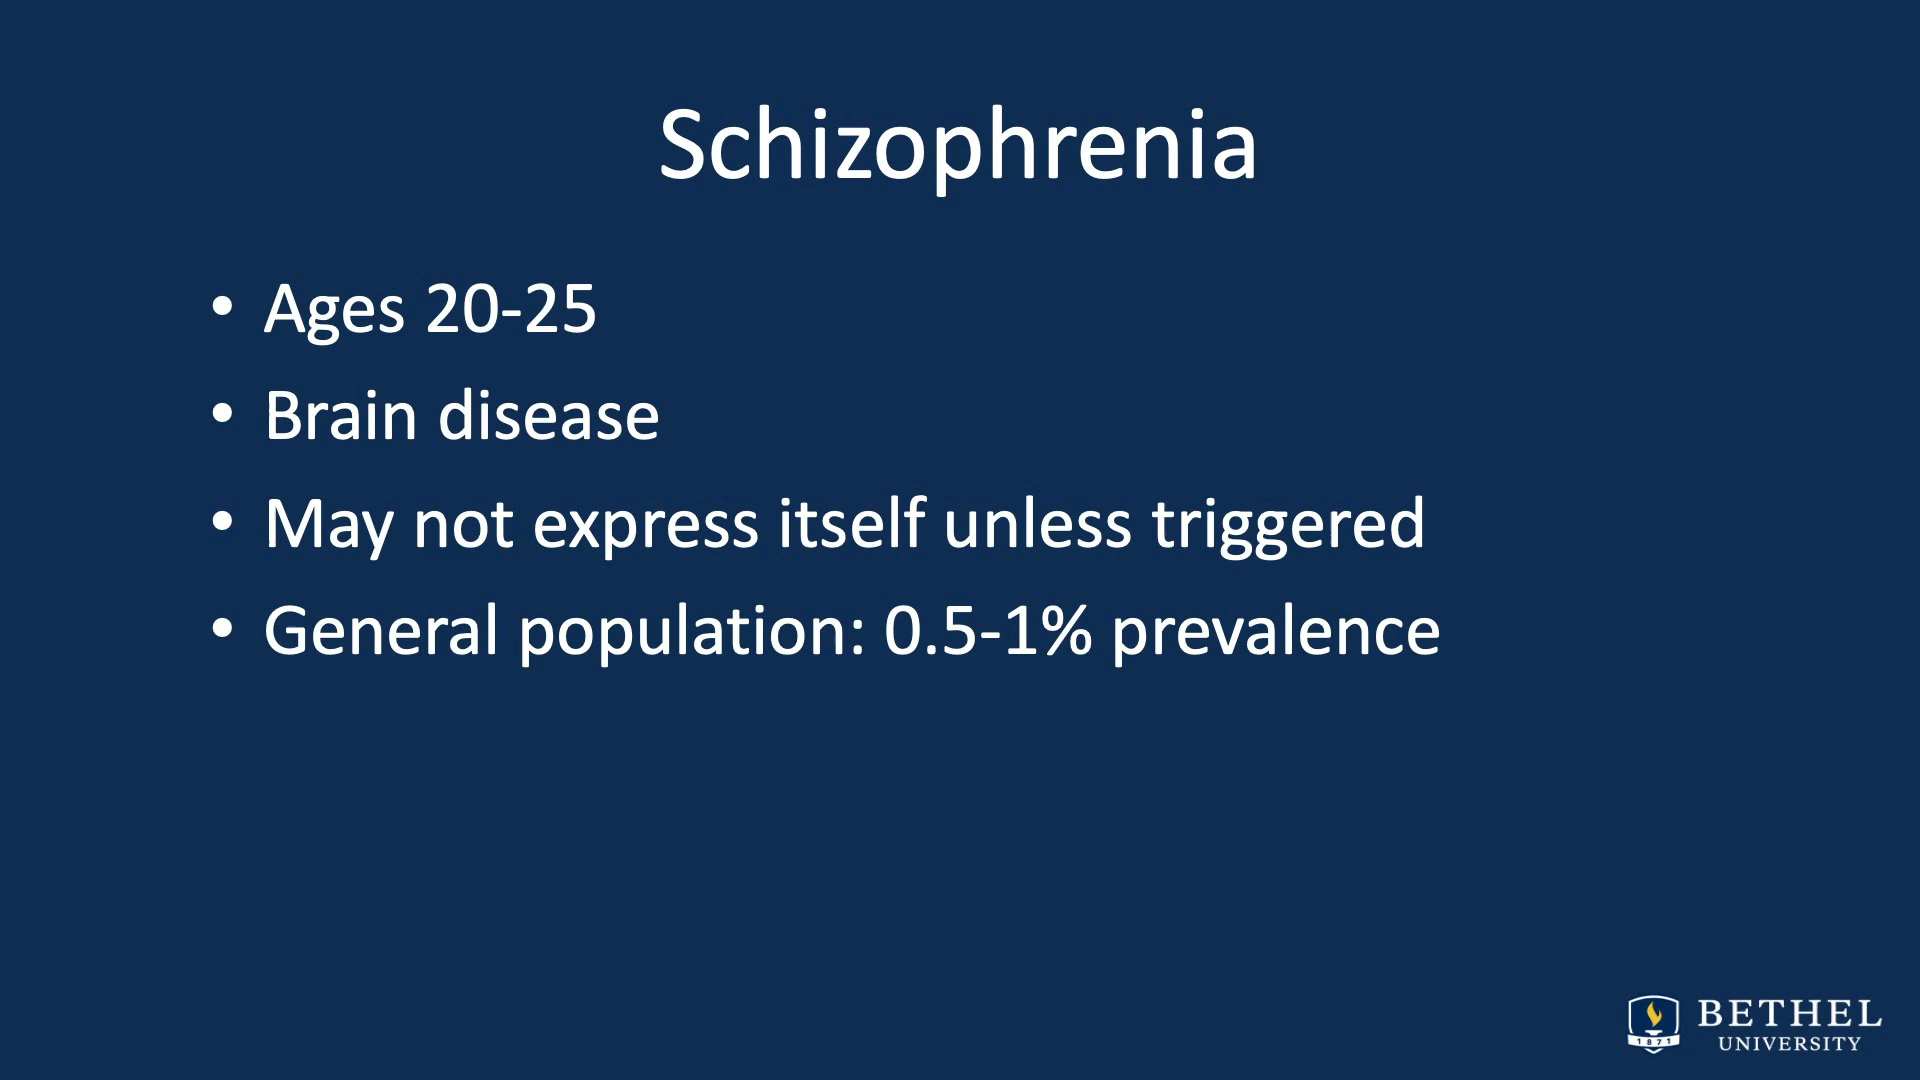 Schizophrenia
• Ages 20-25
• Brain disease
• May not express itself unless triggered
• General population: 0.5-1% prevalence
1871
BETHEL
UNIVERSITY